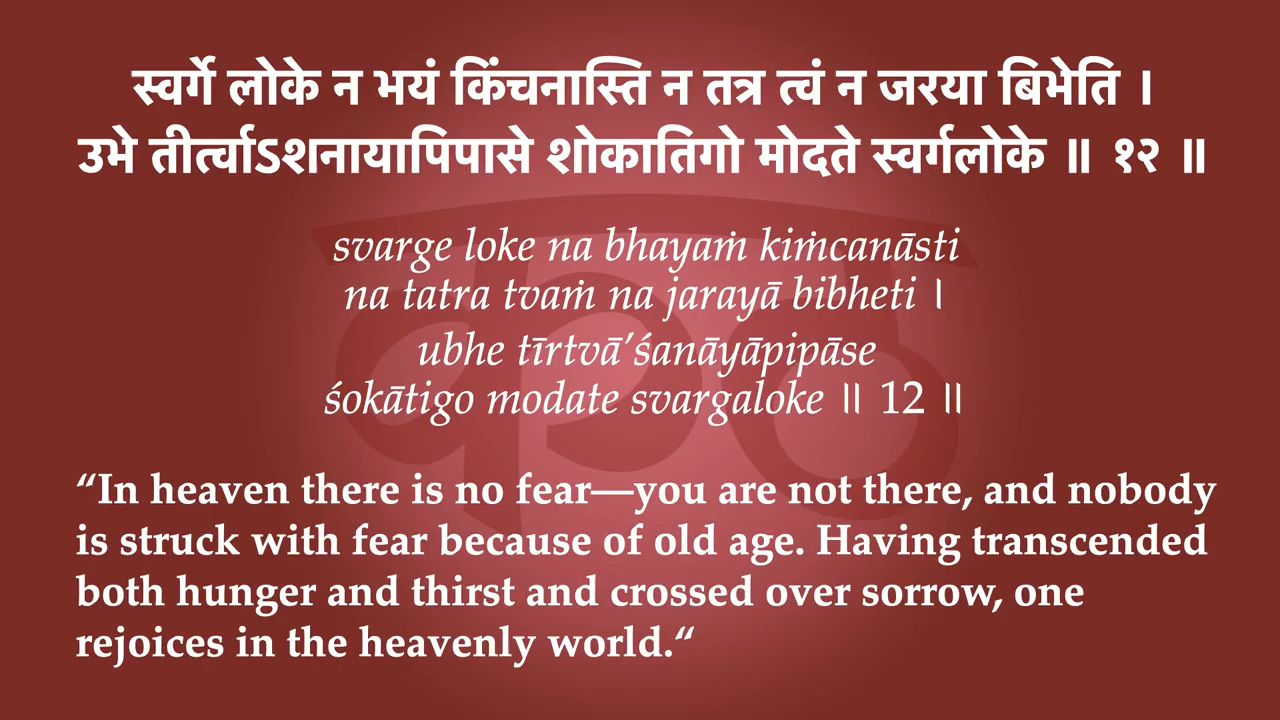 स्वर्गे लोके न भयं किंचनास्ति न तत्र त्वं न जरया बिभेति ।
उभे तीर्त्वाऽशनायापिपासे शोकातिगो मोदते स्वर्गलोके ॥ १२ ॥
svarge loke na bhayaṁ kiṁcanāsti
na tatra tvaṁ na jarayā bibheti ।
ubhe tīrtvā’śanāyāpipāse
śokātigo modate svargaloke ॥ 12 ॥
“In heaven there is no fear—you are not there, and nobody
is struck with fear because of old age. Having transcended
both hunger and thirst and crossed over sorrow, one
rejoices in the heavenly world.“